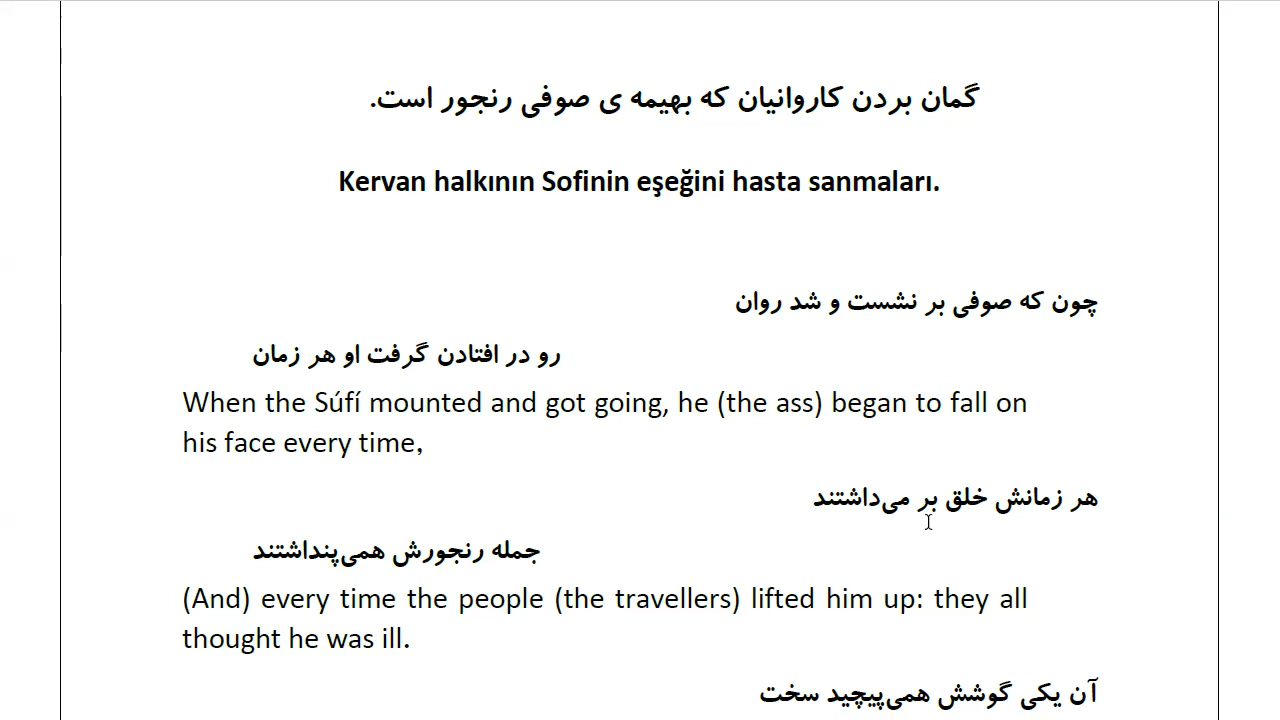 گمان بردن کاروانیان که بهیمه ی صوفی رنجور است.
Kervan halkının Sofinin eşeğini hasta sanmaları.
چون که صوفی بر نشست و شد روان
رو در افتادن گرفت او هر زمان
When the Súfí mounted and got going, he (the ass) began to fall on
his face every time,
هر زمانش خلق بر می‌داشتند
جمله رنجورش همی‌پنداشتند
(And) every time the people (the travellers) lifted him up: they all
thought he was ill.
آن یکی گوشش همی‌پیچید سخت